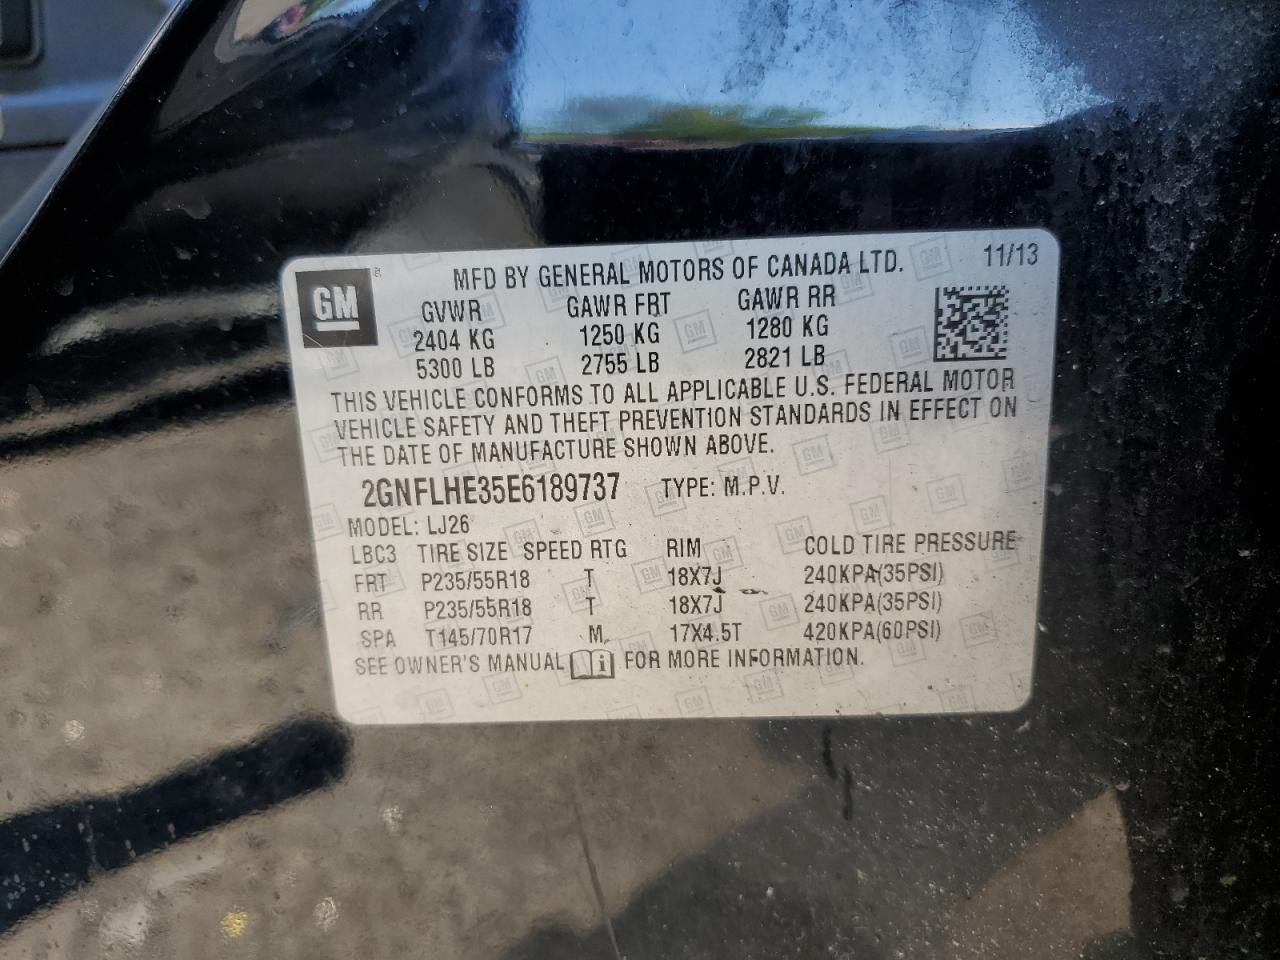 GM
MFD BY GENERAL MOTORS OF CANADA LTD. 11/13
GVWR GAWR FRT GAWR RR
2404 KG 1250 KG 1280 KG
5300 LB 2755 LB 2821 LB
THIS VEHICLE CONFORMS TO ALL APPLICABLE U.S. FEDERAL MOTOR
VEHICLE SAFETY AND THEFT PREVENTION STANDARDS IN EFFECT ON
THE DATE OF MANUFACTURE SHOWN ABOVE.
2GNFLHE35E6189737 TYPE: M.P.V.
MODEL: LJ26
LBC3 TIRE SIZE SPEED RTG RIM COLD TIRE PRESSURE
FRT P235/55R18 T 18X7J 240KPA(35PSI)
RR P235/55R18 T 18X7J 240KPA(35PSI)
SPA T145/70R17 M 17X4.5T 420KPA(60PSI)
SEE OWNER'S MANUAL i FOR MORE INFORMATION.